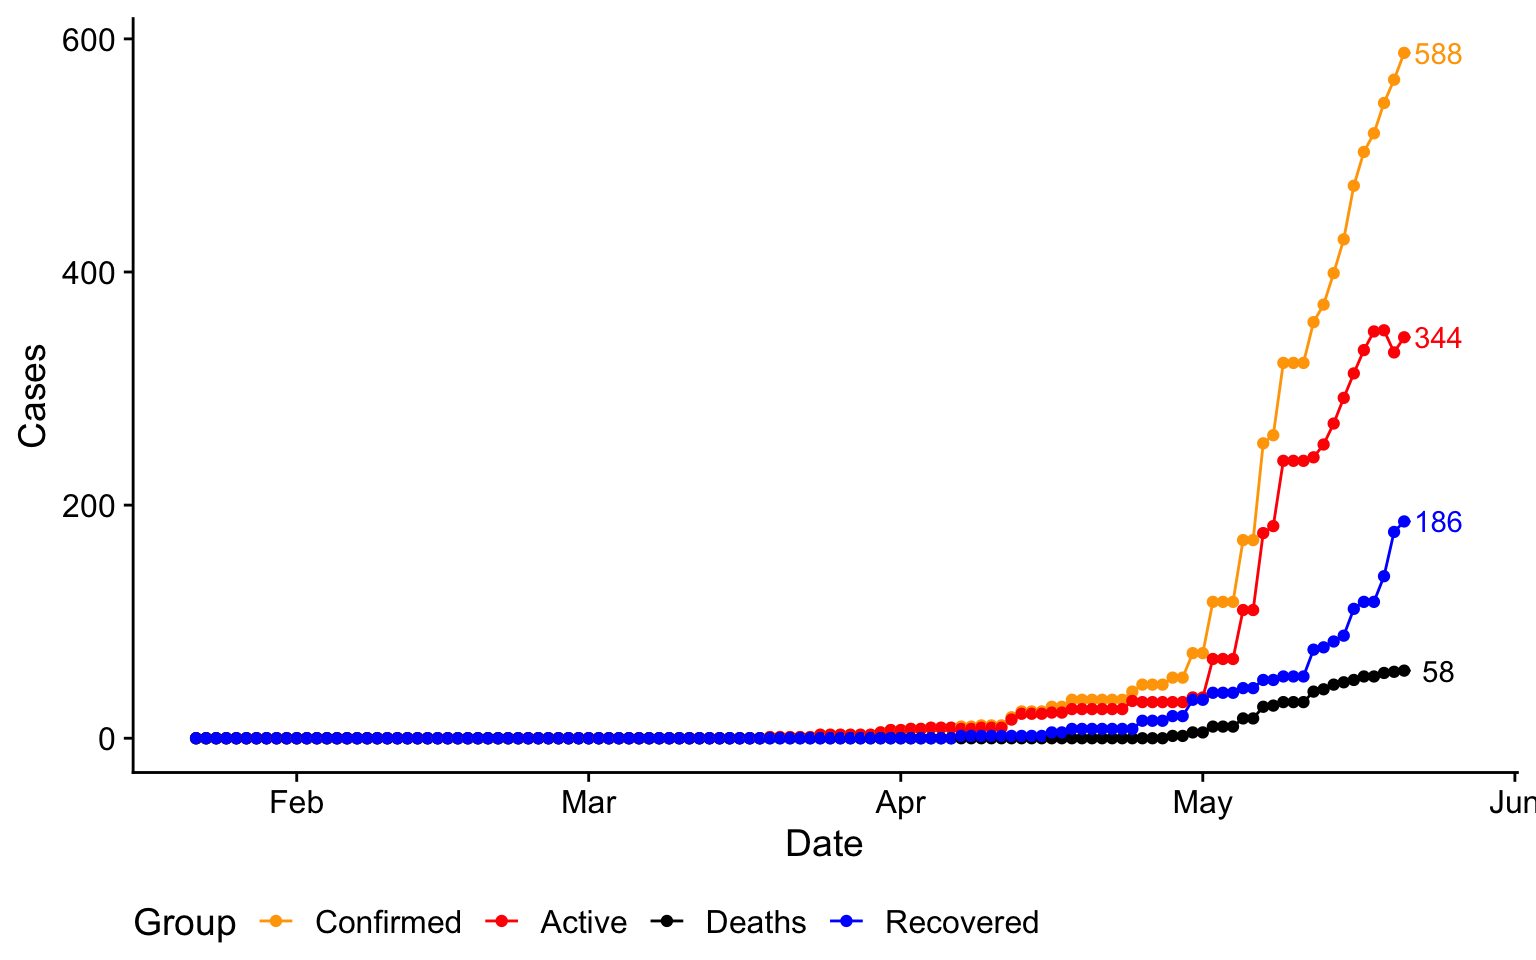 600
588
400
344
Cases
200
186
58
0
Feb Mar Apr May Jun
Date
Group Confirmed Active Deaths Recovered